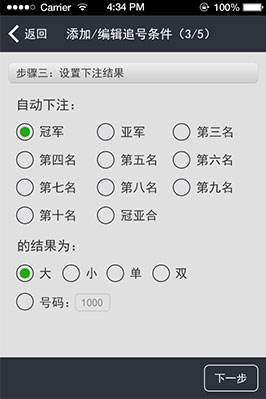 Carrier 4:34 PM 100%
返回 添加/编辑追号条件（3/5）
步骤三：设置下注结果
自动下注：
冠军 亚军 第三名
第四名 第五名 第六名
第七名 第八名 第九名
第十名 冠亚合
的结果为：
大 小 单 双
号码： 1000
下一步